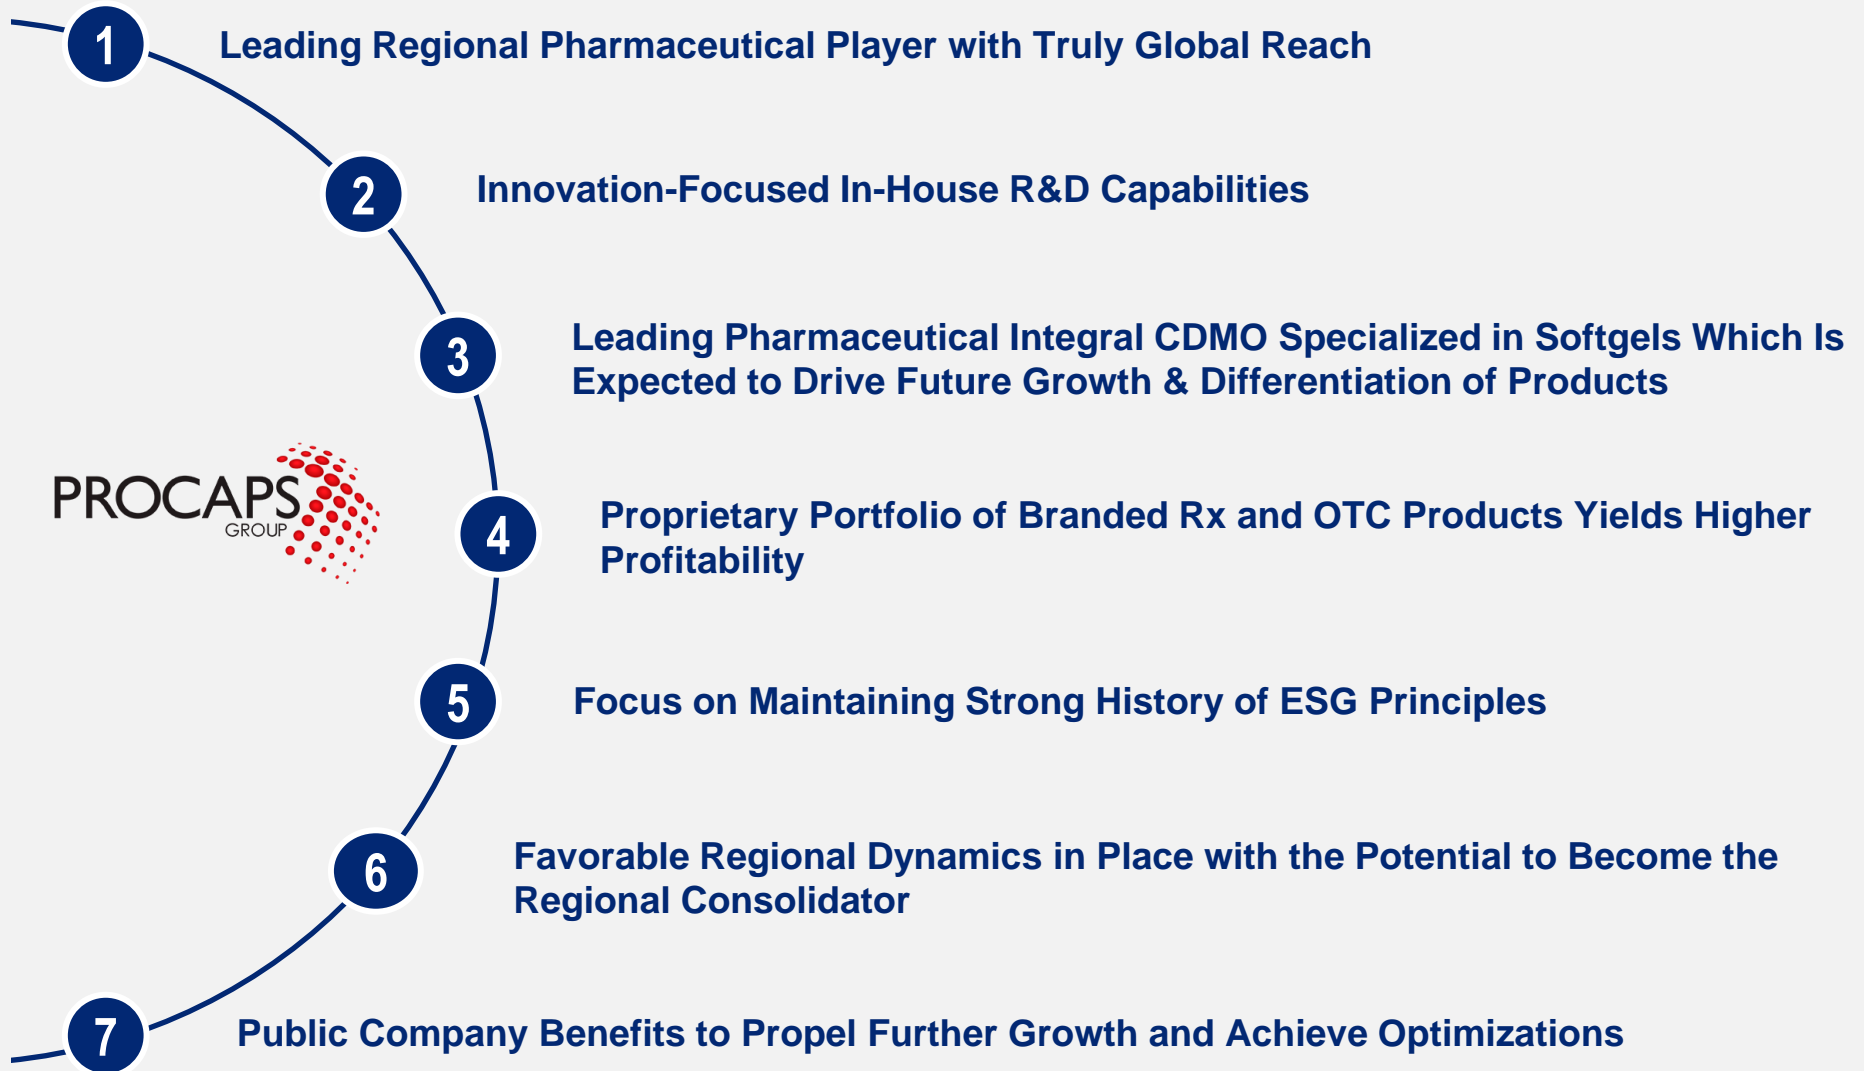 1
Leading Regional Pharmaceutical Player with Truly Global Reach
2
Innovation-Focused In-House R&D Capabilities
3
Leading Pharmaceutical Integral CDMO Specialized in Softgels Which Is
Expected to Drive Future Growth & Differentiation of Products
PROCAPS
GROUP
4
Proprietary Portfolio of Branded Rx and OTC Products Yields Higher
Profitability
5
Focus on Maintaining Strong History of ESG Principles
6
Favorable Regional Dynamics in Place with the Potential to Become the
Regional Consolidator
7
Public Company Benefits to Propel Further Growth and Achieve Optimizations